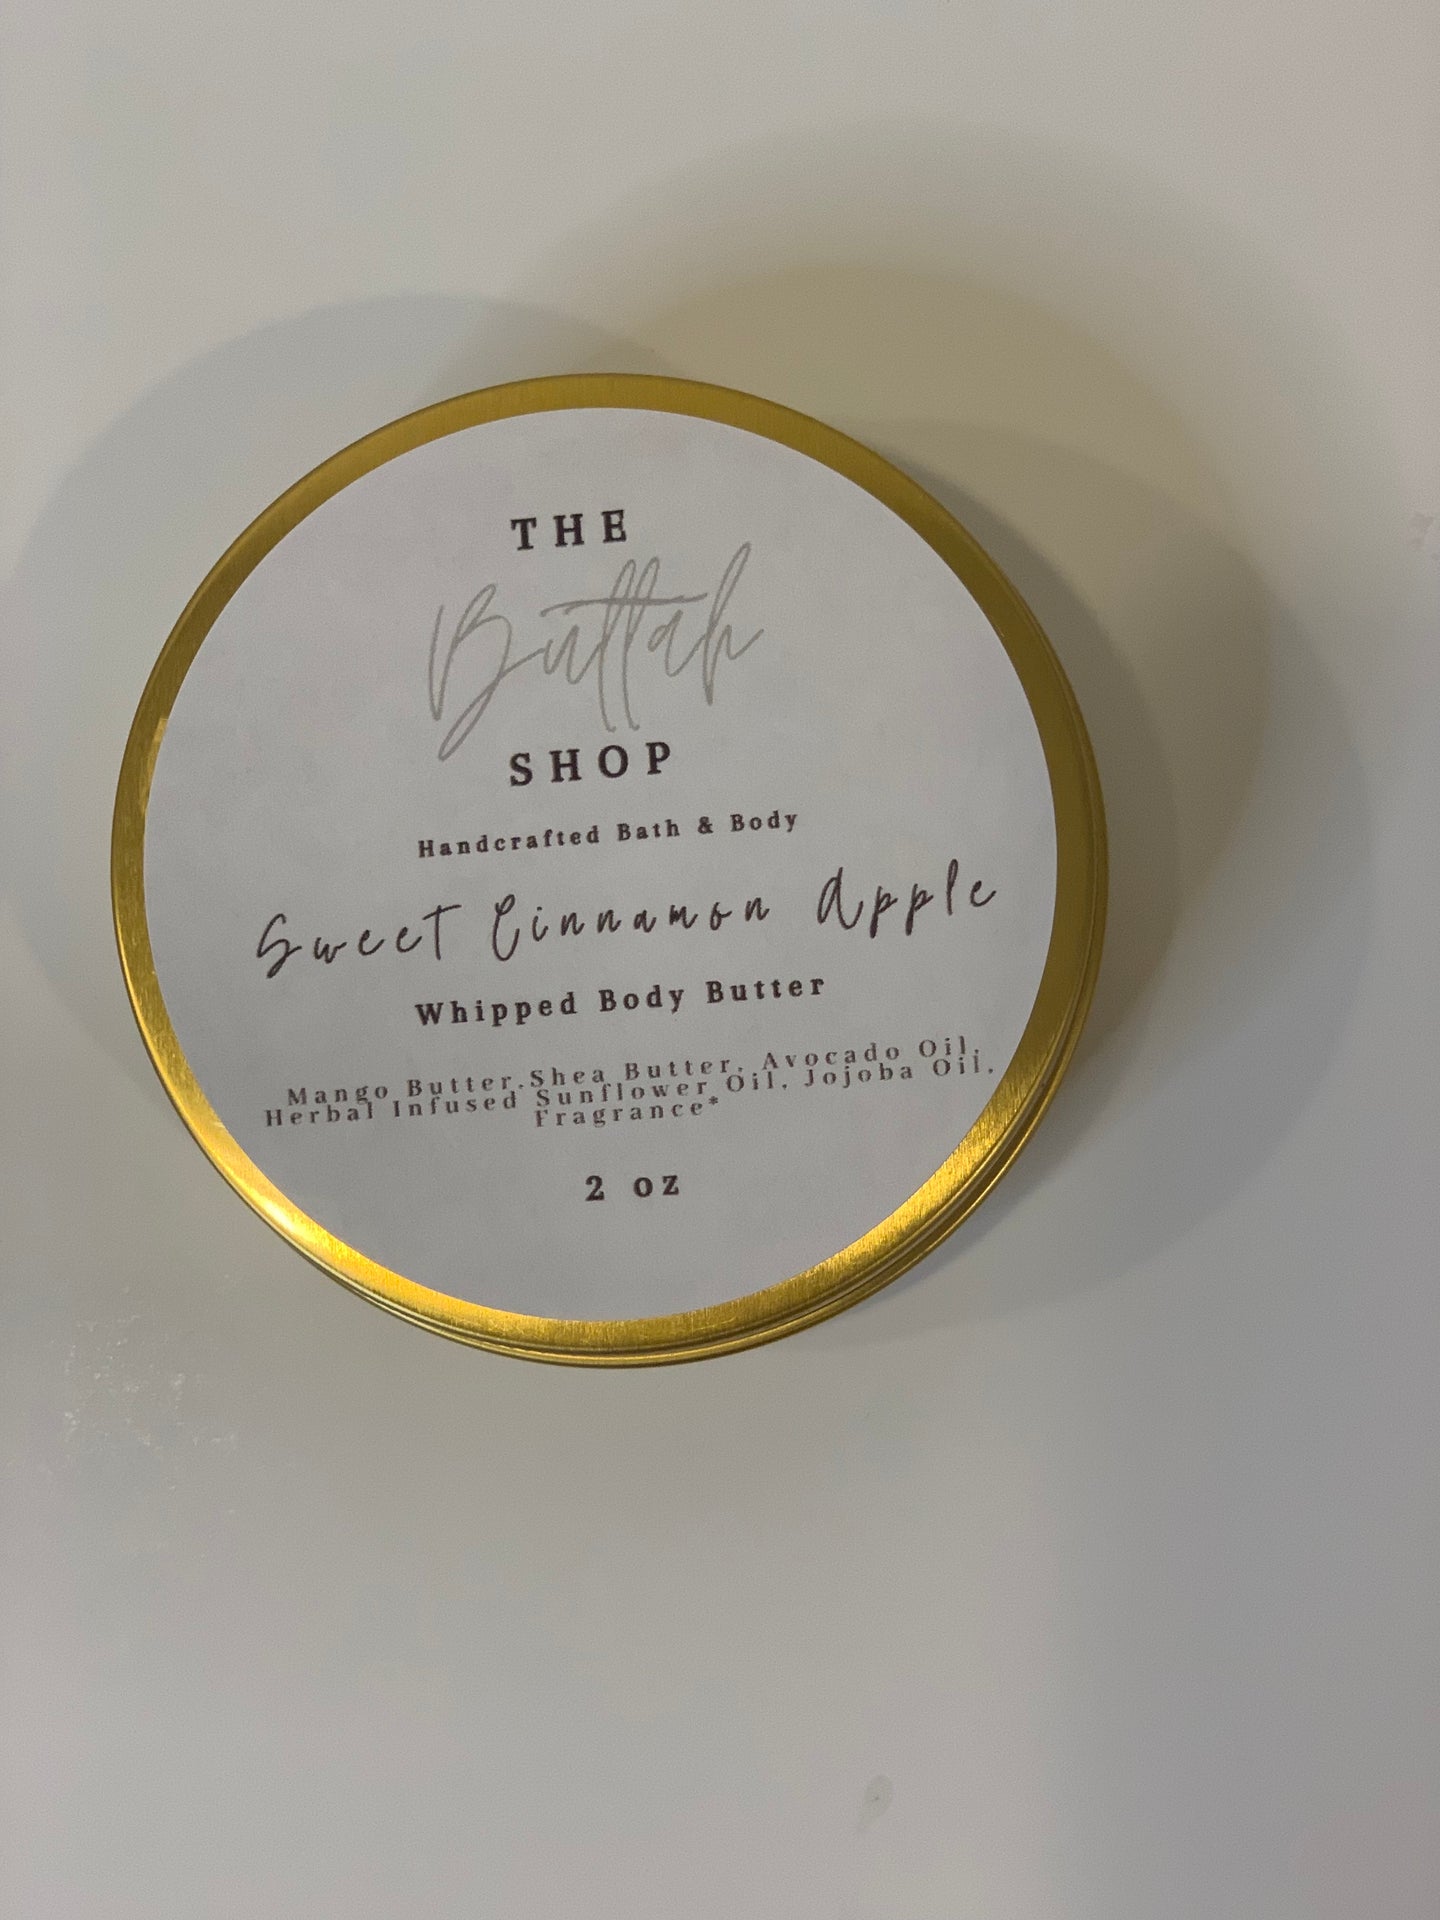 THE
Buttah
SHOP
Handcrafted Bath & Body
Sweet Cinnamon Apple
Whipped Body Butter
Mango Butter.Shea Butter, Avocado Oil,
Herbal Infused Sunflower Oil, Jojoba Oil,
Fragrance*
2 oz